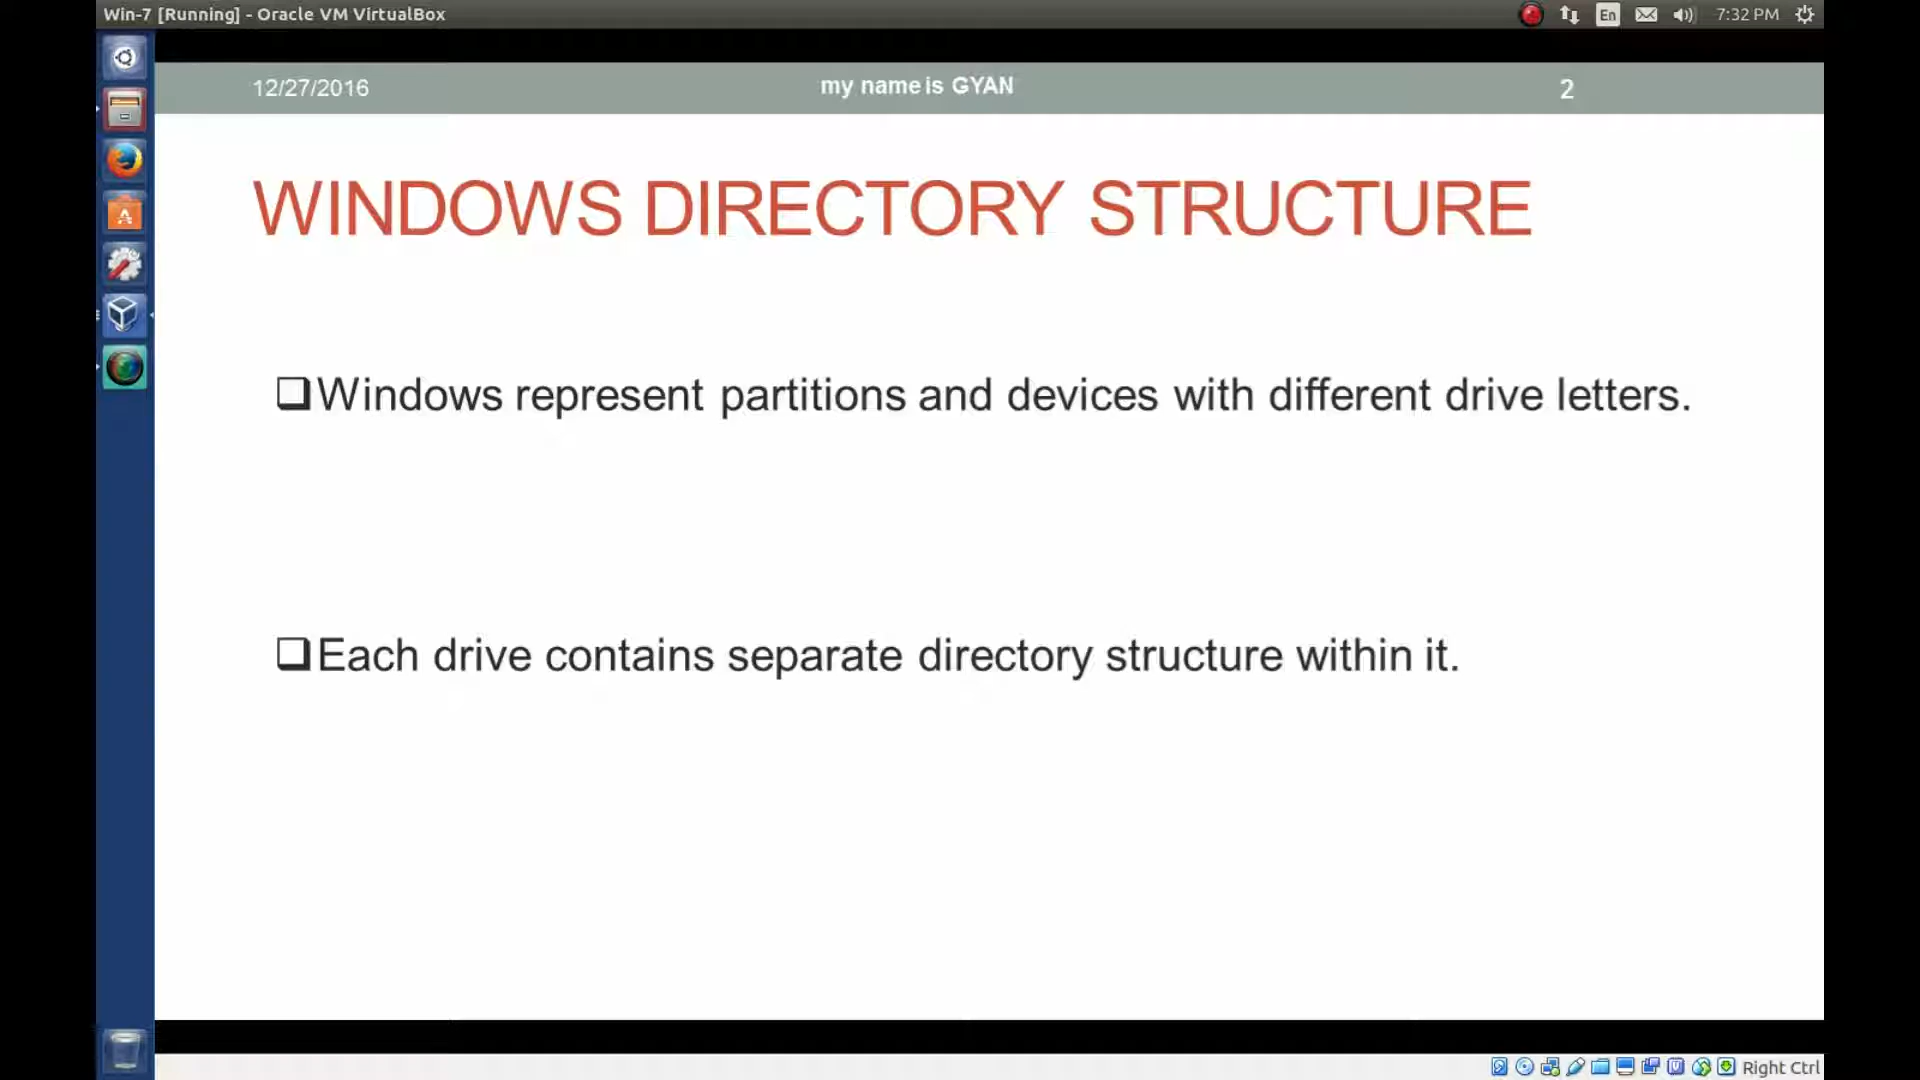 Win-7 [Running] - Oracle VM VirtualBox
En
7:32 PM
12/27/2016
my name is GYAN
2
WINDOWS DIRECTORY STRUCTURE
Windows represent partitions and devices with different drive letters.
Each drive contains separate directory structure within it.
Right Ctrl